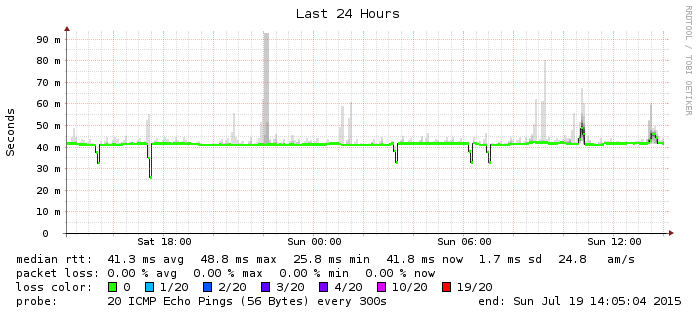 Last 24 Hours
RRDTOOL / TOBI OETIKER
Seconds
90 m
80 m
70 m
60 m
50 m
40 m
30 m
20 m
10 m
0
Sat 18:00 Sun 00:00 Sun 06:00 Sun 12:00
median rtt: 41.3 ms avg 48.8 ms max 25.8 ms min 41.8 ms now 1.7 ms sd 24.8 am/s
packet loss: 0.00 % avg 0.00 % max 0.00 % min 0.00 % now
loss color: 0 1/20 2/20 3/20 4/20 10/20 19/20
probe: 20 ICMP Echo Pings (56 Bytes) every 300s end: Sun Jul 19 14:05:04 2015